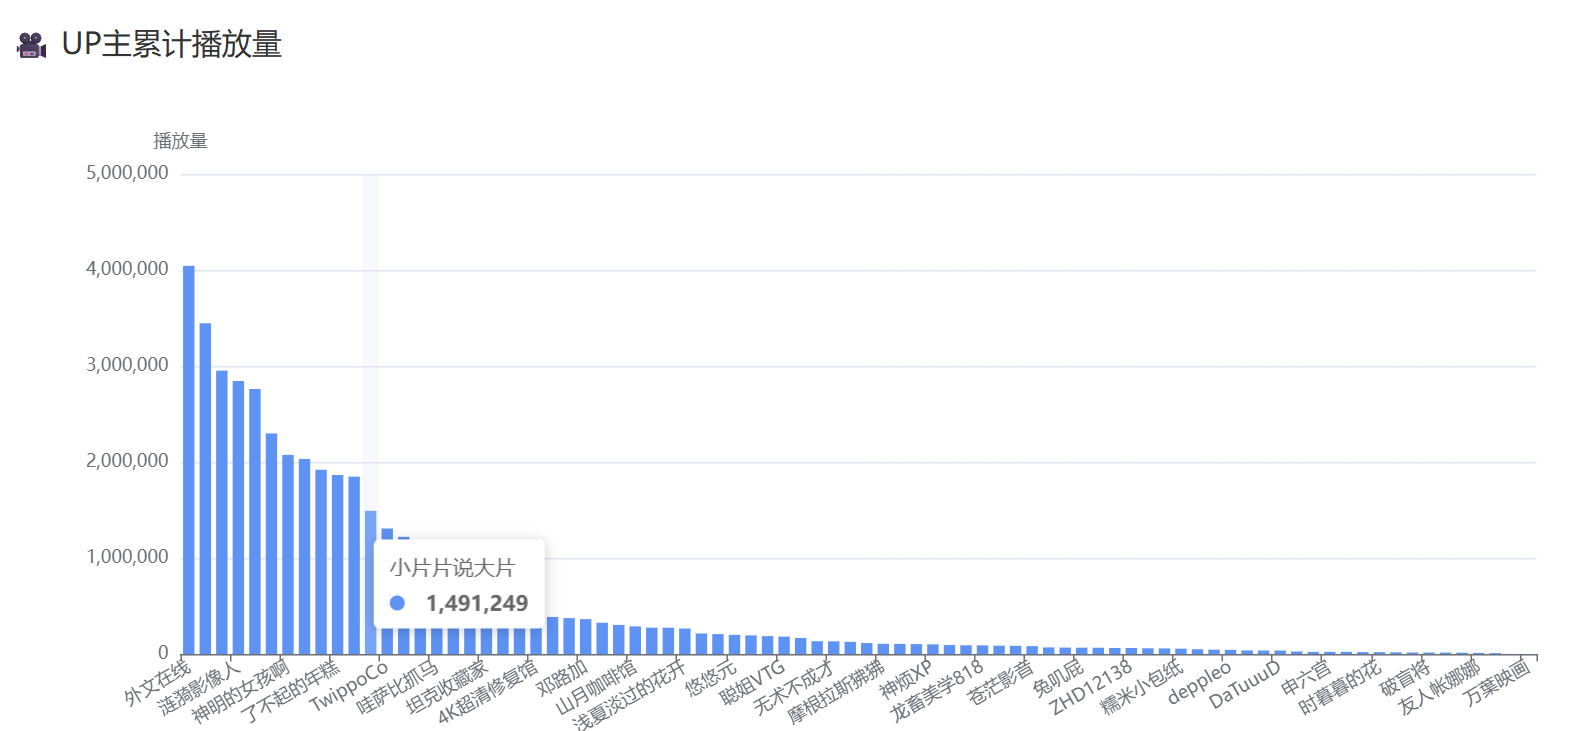 UP主累计播放量
播放量
5,000,000
4,000,000
3,000,000
2,000,000
1,000,000
0
小片片说大片
1,491,249
外文在线
涟漪影像人
神明的女孩啊
了不起的年糕
TwippoCo
哇萨比抓马
坦克收藏家
4K超清修复馆
邓路加
山月咖啡馆
浅夏淡过的花开
悠悠元
聪姐VTG
无术不成才
摩根拉斯狒狒
神烦XP
龙畜美学818
苍茫影音
兔叽屁
ZHD12138
糯米小包纸
deppleo
DaTuuuD
申六宫
时暮暮的花
破盲将
友人帐娜娜
万葉映画